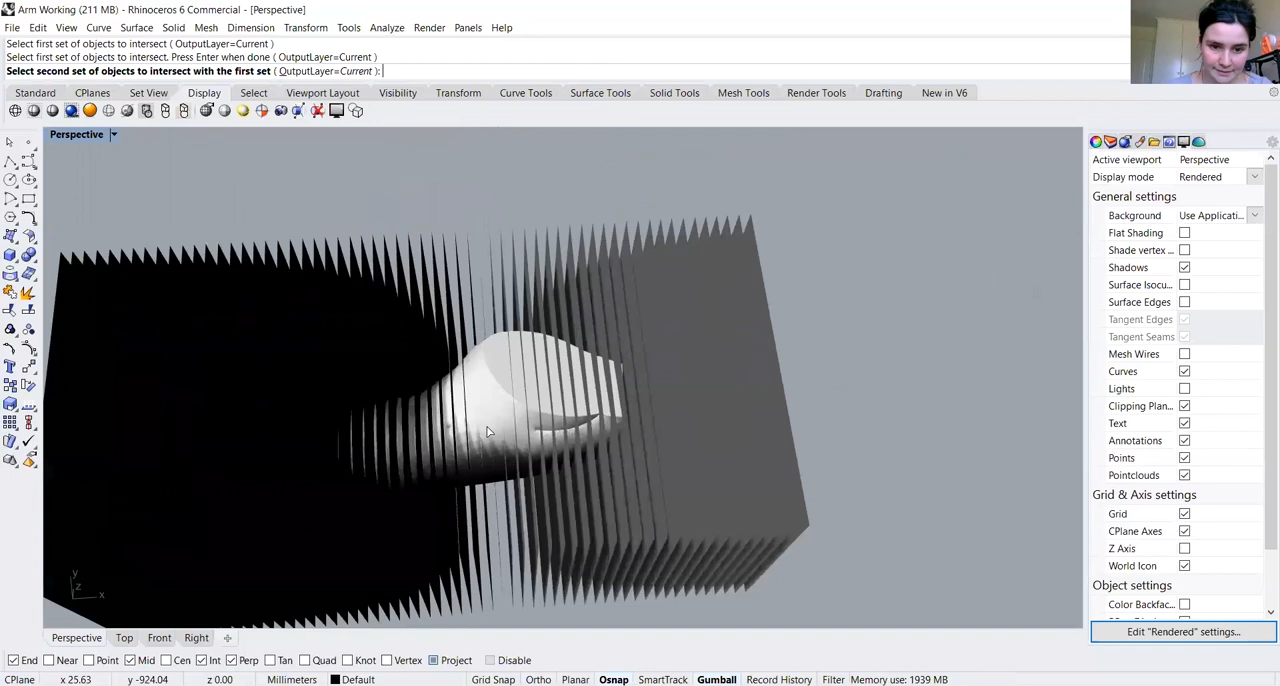 Arm Working (211 MB) - Rhinoceros 6 Commercial - [Perspective]
File Edit View Curve Surface Solid Mesh Dimension Transform Tools Analyze Render Panels Help
Select first set of objects to intersect ( OutputLayer=Current )
Select first set of objects to intersect. Press Enter when done ( OutputLayer=Current )
Select second set of objects to intersect with the first set ( OutputLayer=Current ):
Standard CPlanes Set View Display Select Viewport Layout Visibility Transform Curve Tools Surface Tools Solid Tools Mesh Tools Render Tools Drafting New in V6
Perspective
Active viewport Perspective
Display mode Rendered
General settings
Background Use Applicati...
Flat Shading
Shade vertex ...
Shadows
Surface Isocu...
Surface Edges
Tangent Edges
Tangent Seams
Mesh Wires
Curves
Lights
Clipping Plan...
Text
Annotations
Points
Pointclouds
Grid & Axis settings
Grid
CPlane Axes
Z Axis
World Icon
Object settings
Color Backfac...
Edit "Rendered" settings...
y
z
x
Perspective Top Front Right
End Near Point Mid Cen Int Perp Tan Quad Knot Vertex Project Disable
CPlane x 25.63 y -924.04 z 0.00 Millimeters Default Grid Snap Ortho Planar Osnap SmartTrack Gumball Record History Filter Memory use: 1939 MB